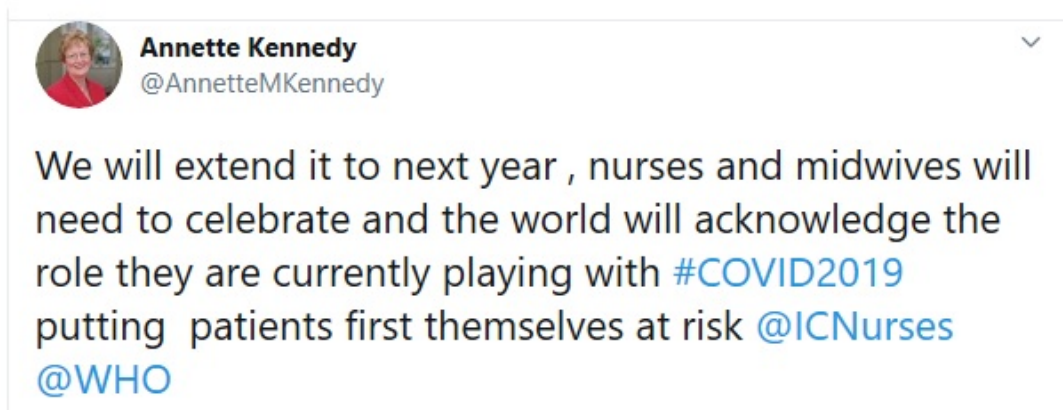 Annette Kennedy
@AnnetteMKennedy
We will extend it to next year , nurses and midwives will
need to celebrate and the world will acknowledge the
role they are currently playing with #COVID2019
putting  patients first themselves at risk @ICNurses
@WHO